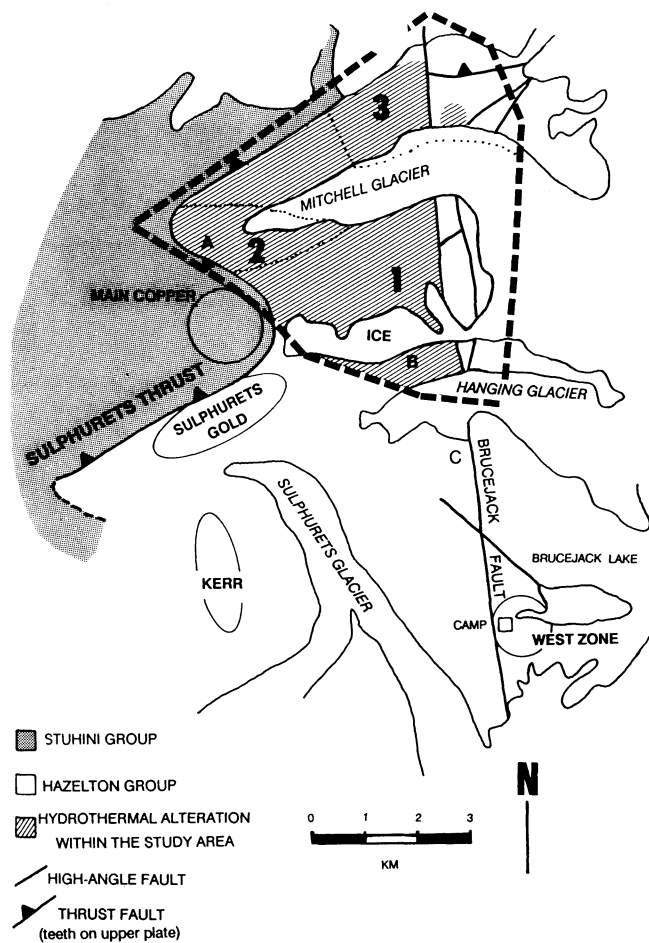 3
MITCHELL GLACIER
A
2
1
MAIN COPPER
ICE
B
HANGING GLACIER
SULPHURETS THRUST
SULPHURETS
GOLD
C
BRUCEJACK
FAULT
SULPHURETS GLACIER
BRUCEJACK LAKE
KERR
CAMP
WEST ZONE
STUHINI GROUP
HAZELTON GROUP
HYDROTHERMAL ALTERATION
WITHIN THE STUDY AREA
HIGH-ANGLE FAULT
THRUST FAULT
(teeth on upper plate)
N
0 1 2 3
KM